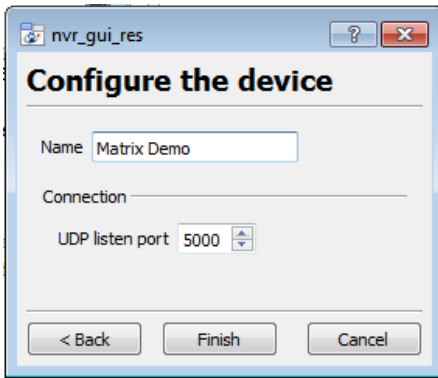 nvr_gui_res
?
Configure the device
Name Matrix Demo
Connection
UDP listen port 5000
< Back Finish Cancel